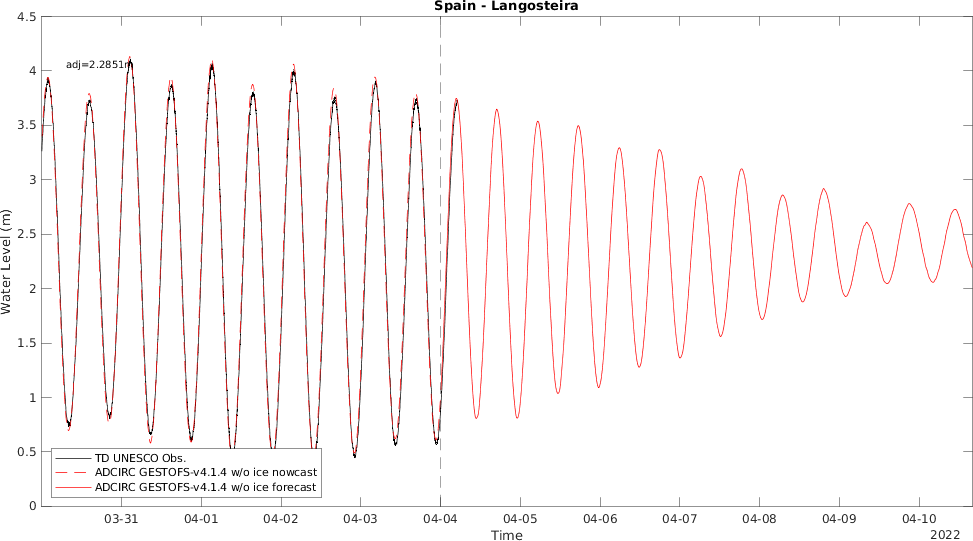 Spain - Langosteira
4.5
4
3.5
3
2.5
2
1.5
1
0.5
0
Water Level (m)
adj=2.2851m
TD UNESCO Obs.
ADCIRC GESTOFS-v4.1.4 w/o ice nowcast
ADCIRC GESTOFS-v4.1.4 w/o ice forecast
03-31 04-01 04-02 04-03 04-04 04-05 04-06 04-07 04-08 04-09 04-10
Time
2022